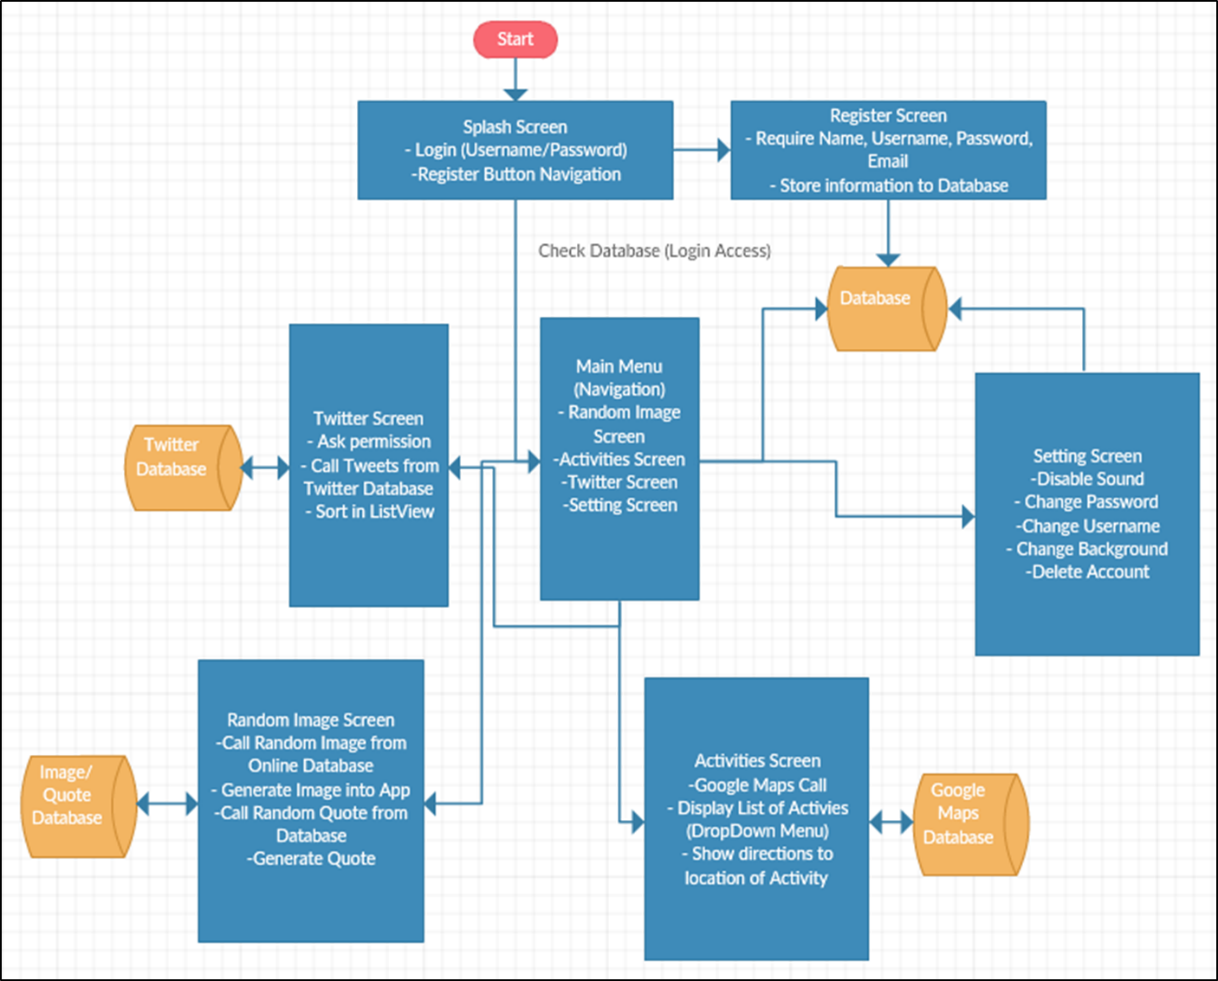 Start
Splash Screen
- Login (Username/Password)
-Register Button Navigation
Register Screen
- Require Name, Username, Password,
Email
- Store information to Database
Check Database (Login Access)
Database
Twitter Screen
- Ask permission
- Call Tweets from
Twitter Database
- Sort in ListView
Twitter
Database
Main Menu
(Navigation)
- Random Image
Screen
-Activities Screen
-Twitter Screen
-Setting Screen
Setting Screen
-Disable Sound
- Change Password
-Change Username
- Change Background
-Delete Account
Random Image Screen
-Call Random Image from
Online Database
- Generate Image into App
-Call Random Quote from
Database
-Generate Quote
Image/
Quote
Database
Activities Screen
-Google Maps Call
- Display List of Activies
(DropDown Menu)
- Show directions to
location of Activity
Google
Maps
Database